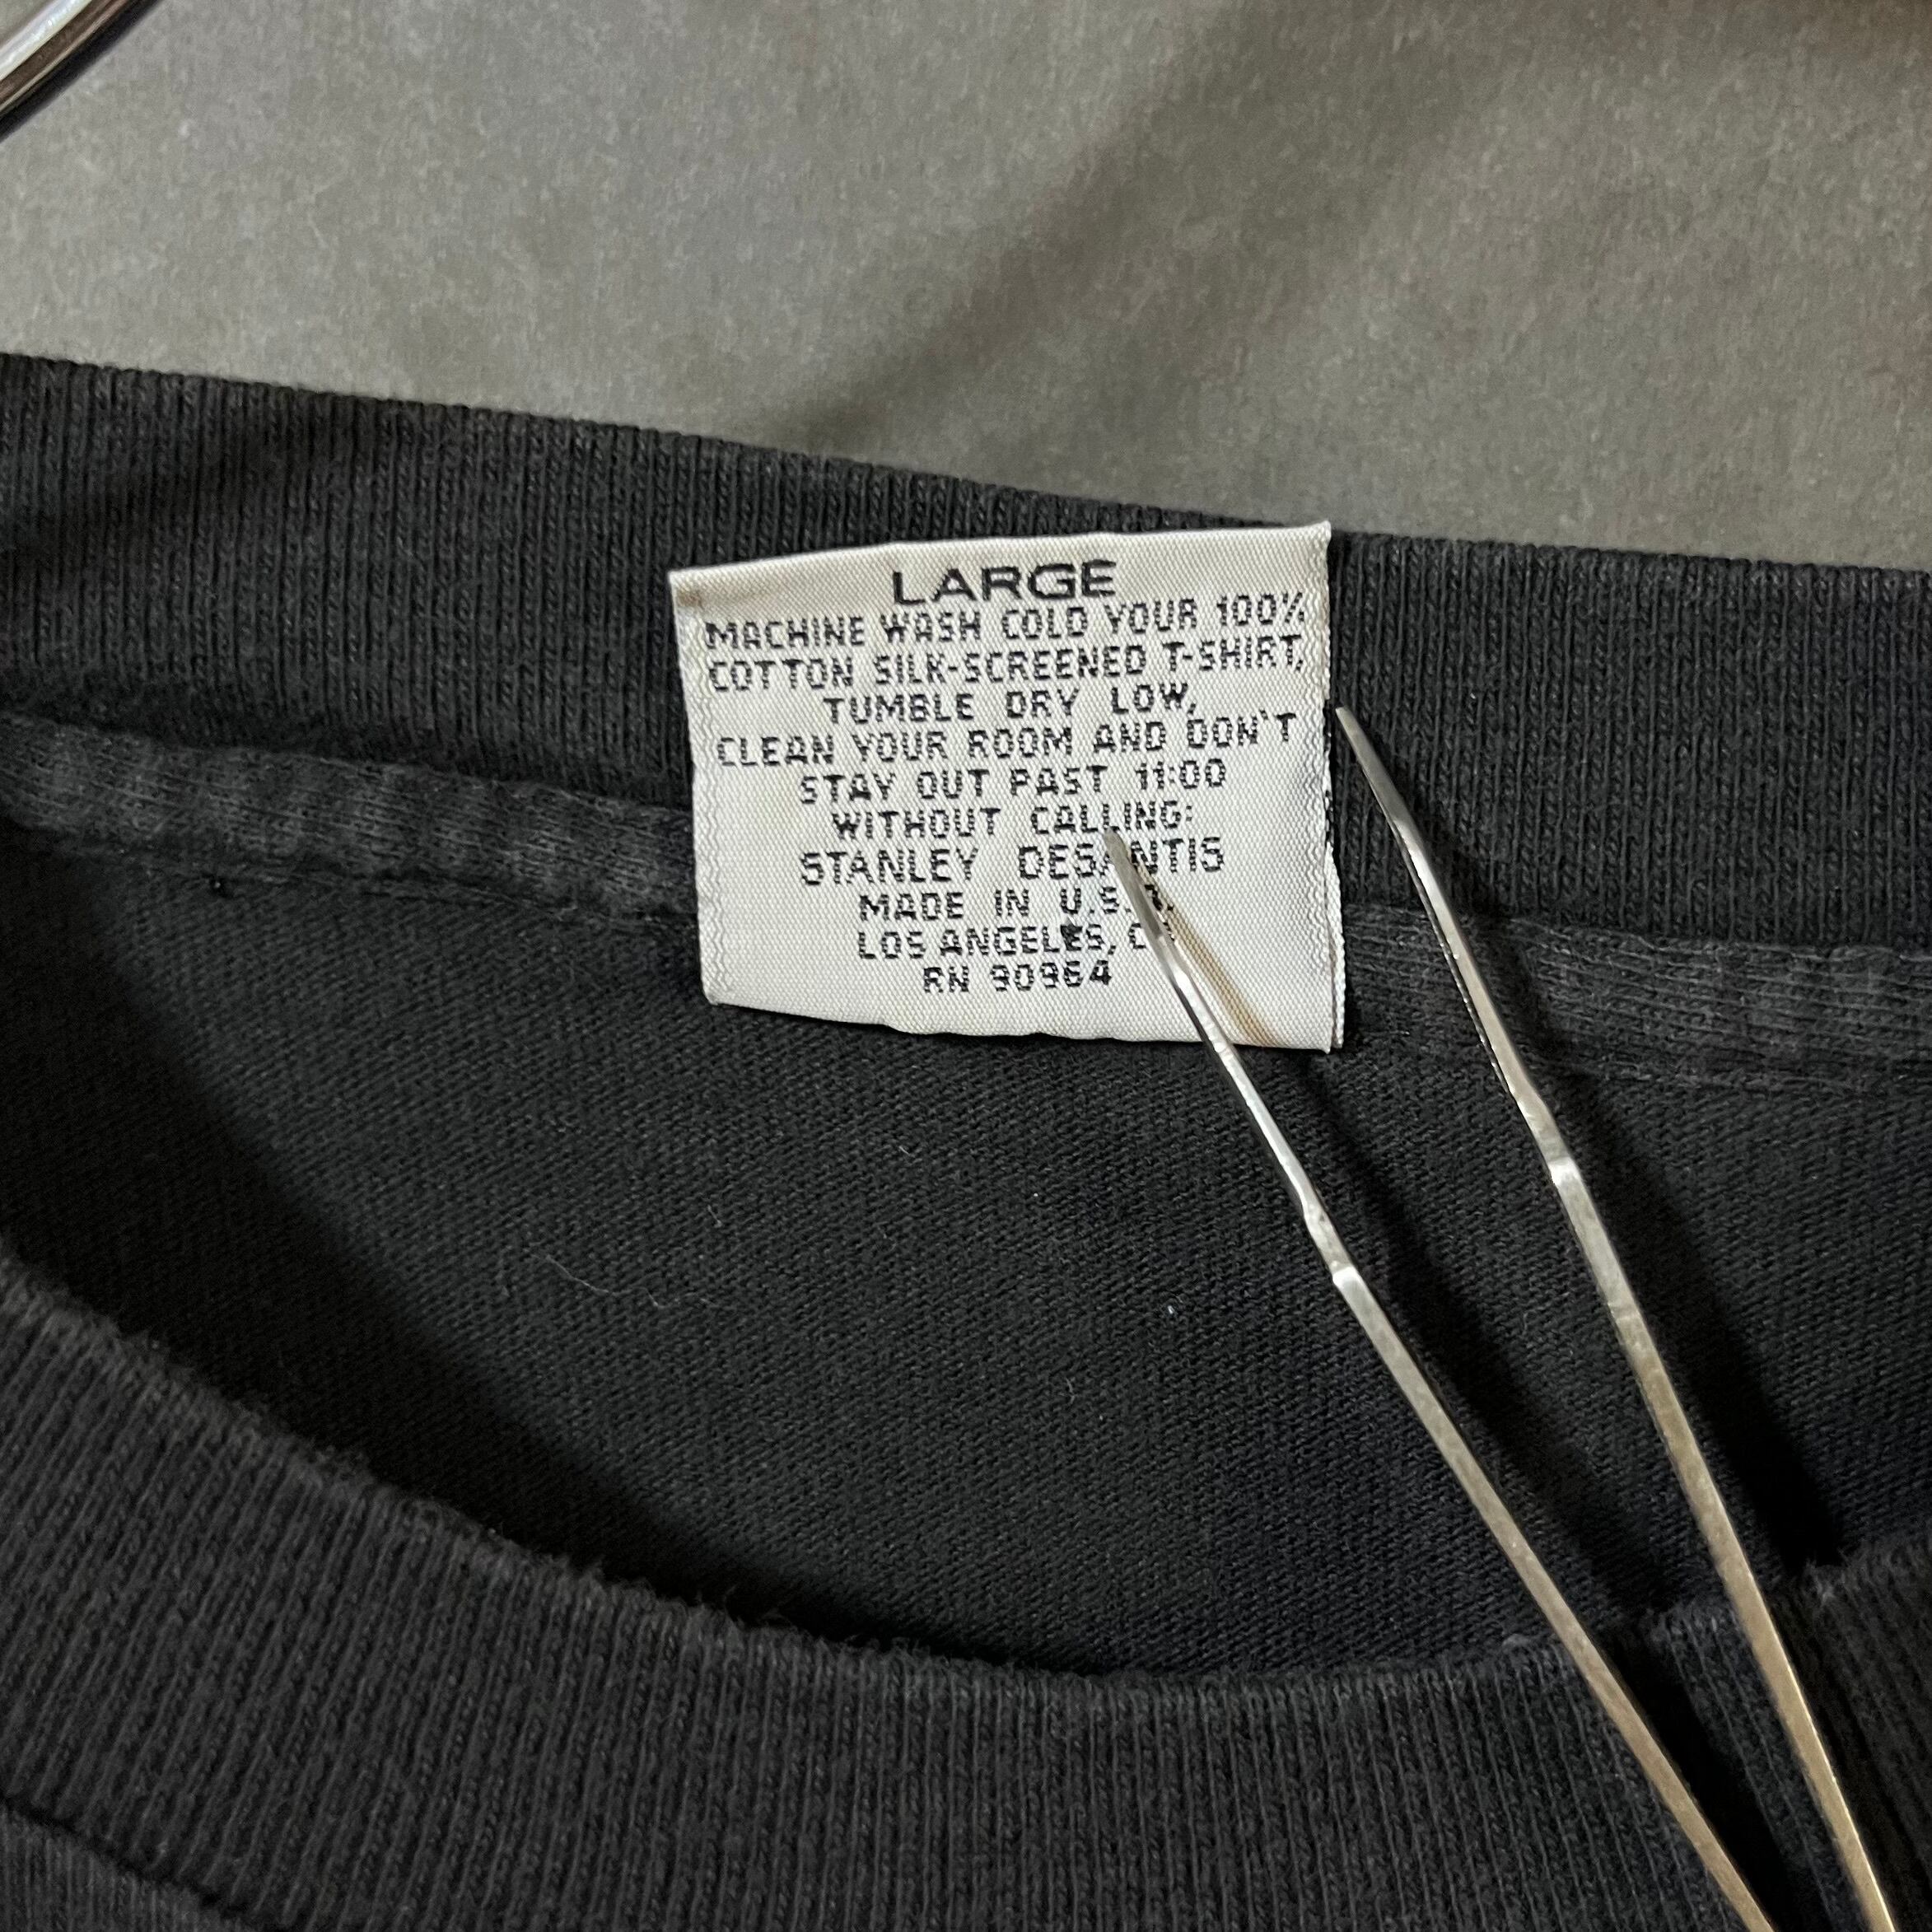 LARGE
MACHINE WASH COLD YOUR 100%
COTTON SILK-SCREENED T-SHIRT,
TUMBLE DRY LOW,
CLEAN YOUR ROOM AND DON'T
STAY OUT PAST 11:00
WITHOUT CALLING:
STANLEY DESANTIS
MADE IN U.S.A.
LOS ANGELES, CA
RN 90964